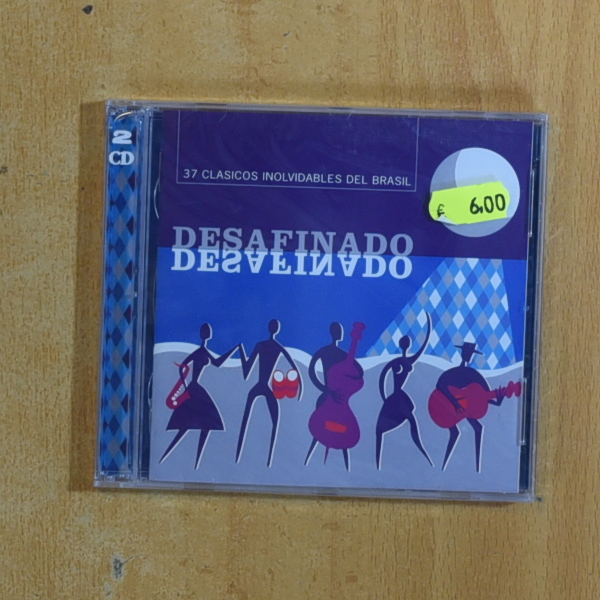 2
CD
37 CLASICOS INOLVIDABLES DEL BRASIL
€ 6.00
DESAFINADO
DESAFINADO